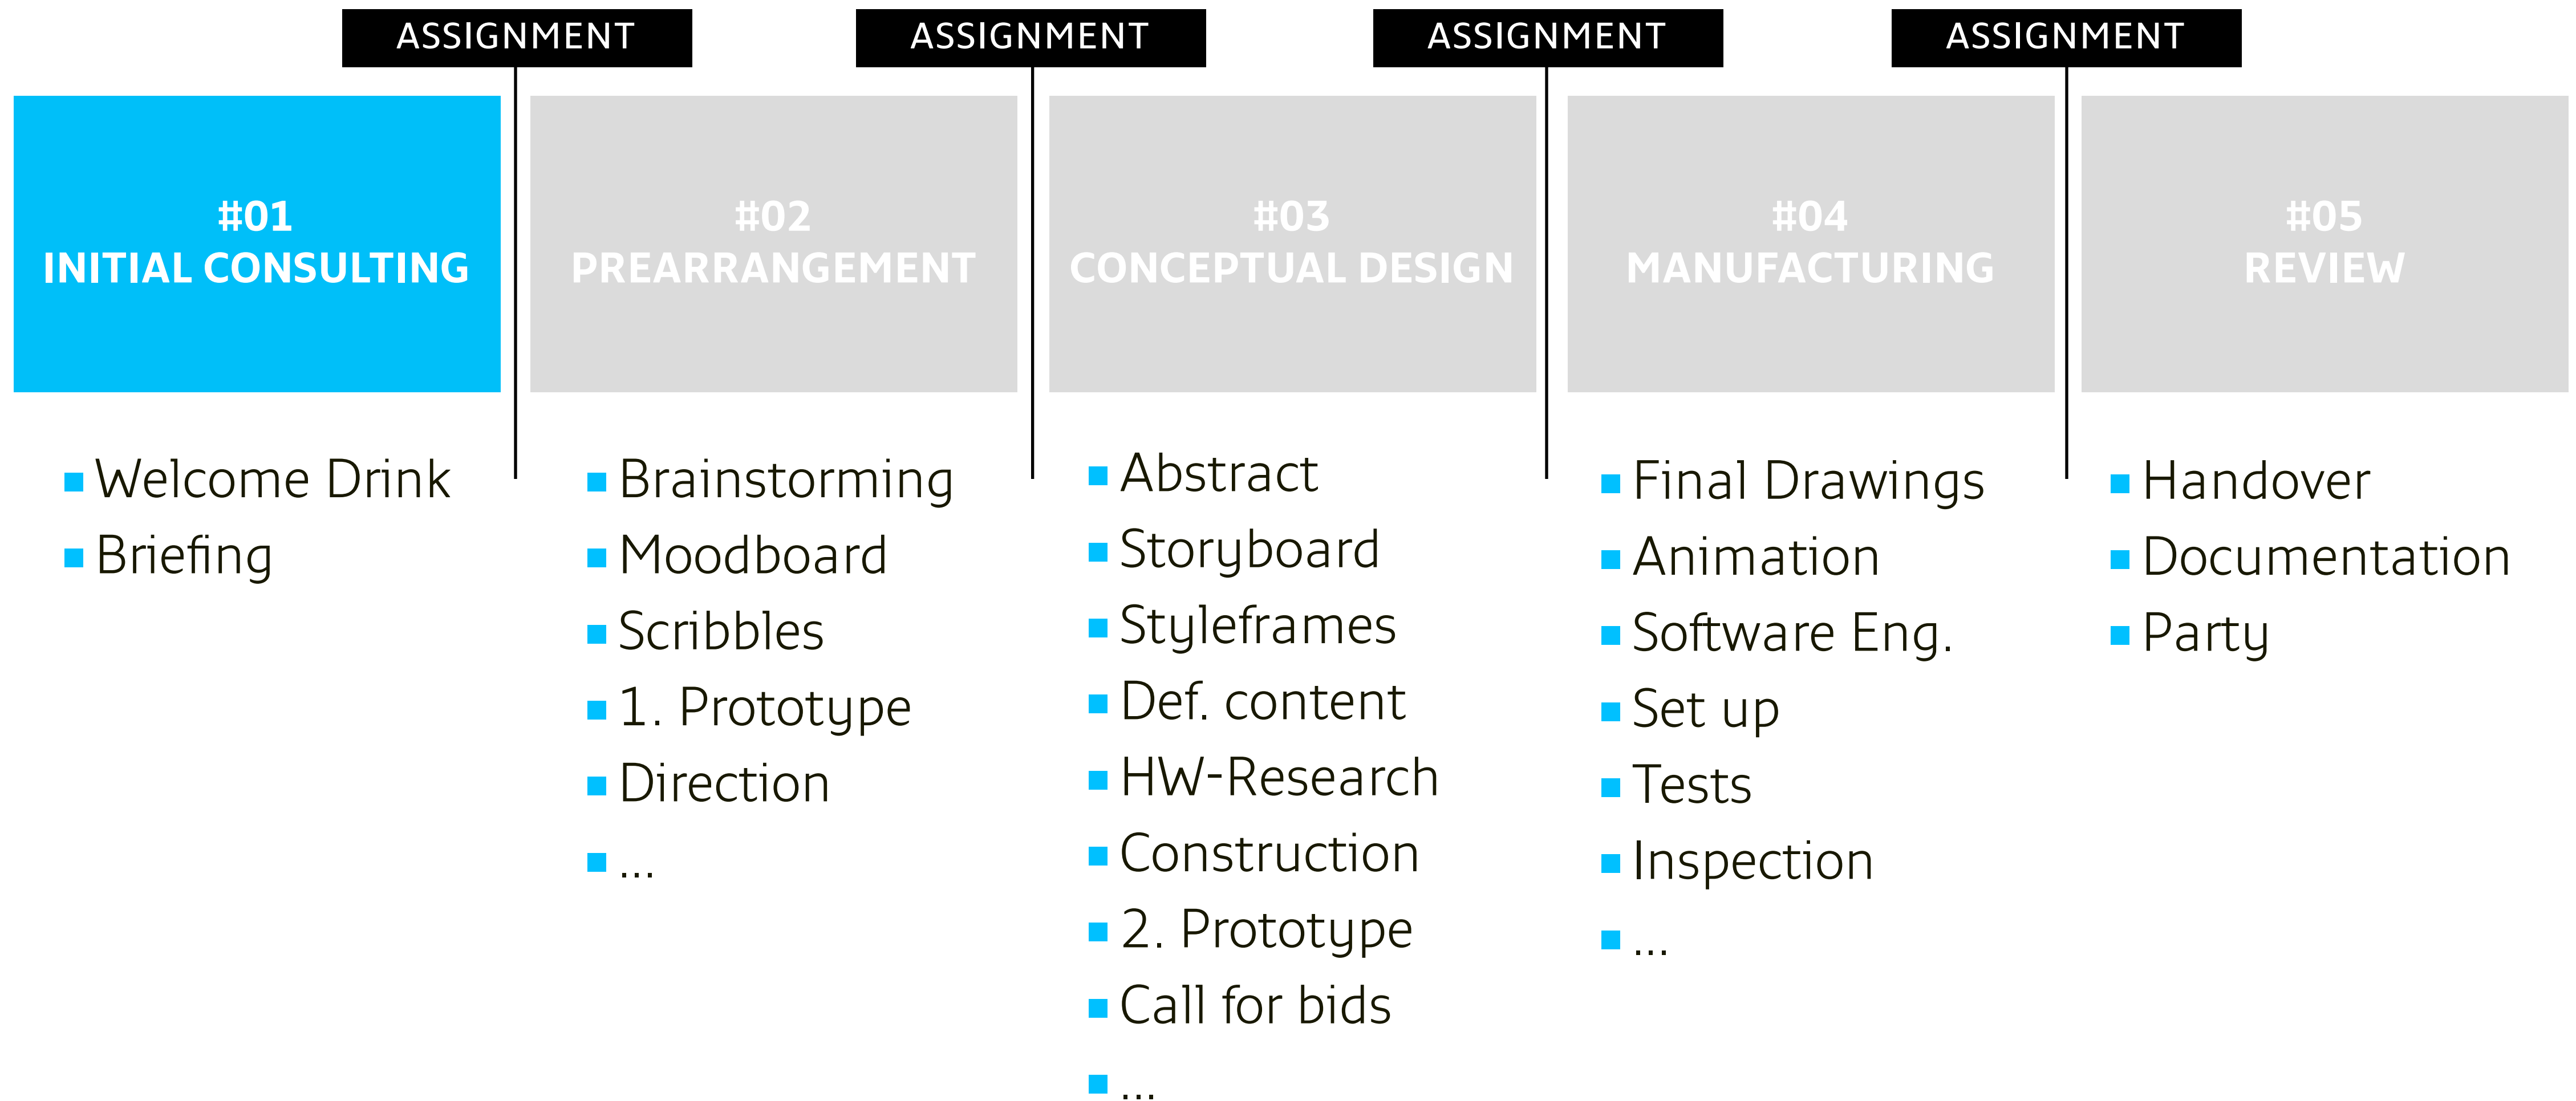 ASSIGNMENT
ASSIGNMENT
ASSIGNMENT
ASSIGNMENT
#01
INITIAL CONSULTING
#02
PREARRANGEMENT
#03
CONCEPTUAL DESIGN
#04
MANUFACTURING
#05
REVIEW
Welcome Drink
Briefing
Brainstorming
Moodboard
Scribbles
1. Prototype
Direction
...
Abstract
Storyboard
Styleframes
Def. content
HW-Research
Construction
2. Prototype
Call for bids
...
Final Drawings
Animation
Software Eng.
Set up
Tests
Inspection
...
Handover
Documentation
Party